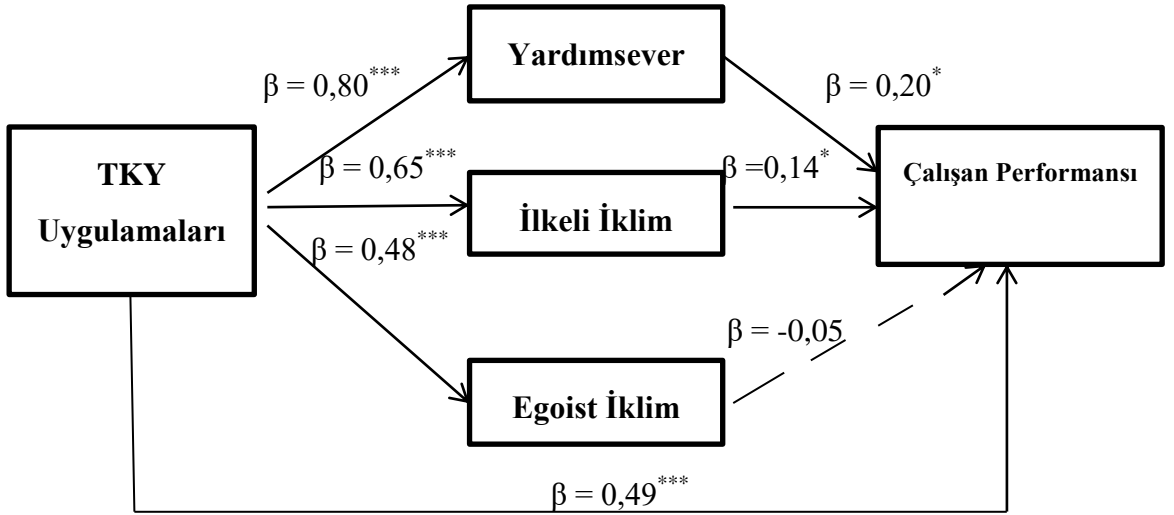 Yardımsever
β = 0,80***
β = 0,20*
TKY
Uygulamaları
β = 0,65***
İlkeli İklim
β =0,14*
Çalışan Performansı
β = 0,48***
β = -0,05
Egoist İklim
β = 0,49***